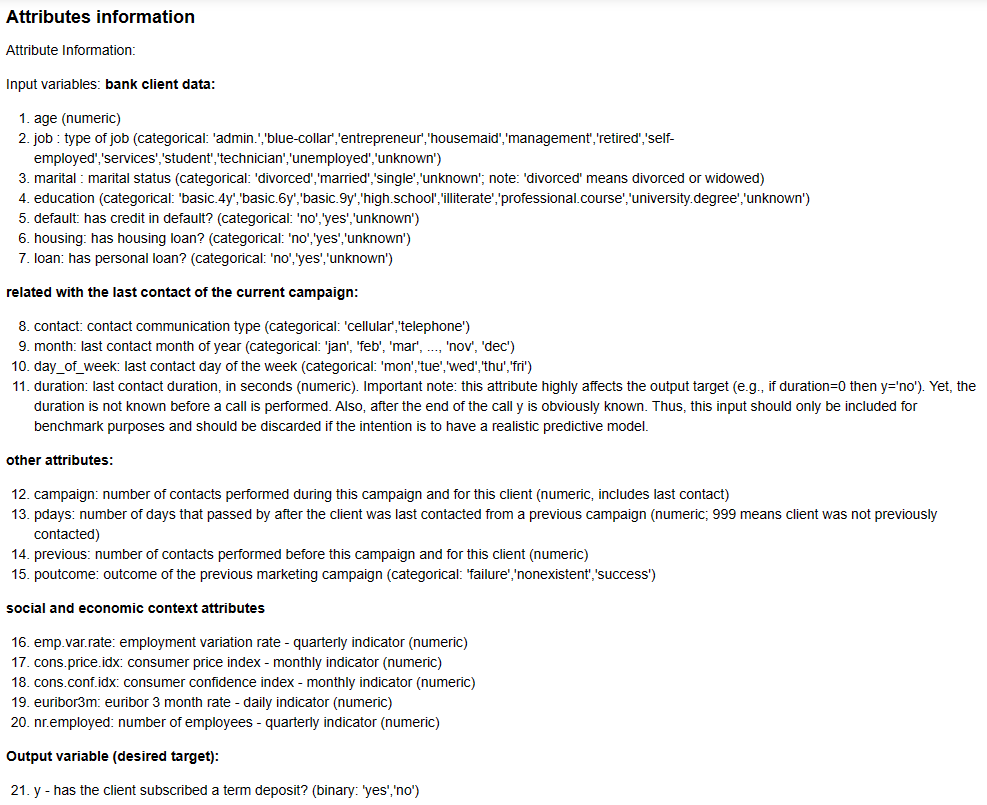 Attributes information
Attribute Information:
Input variables: bank client data:
1. age (numeric)
2. job : type of job (categorical: 'admin.','blue-collar','entrepreneur','housemaid','management','retired','self-
employed','services','student','technician','unemployed','unknown')
3. marital : marital status (categorical: 'divorced','married','single','unknown'; note: 'divorced' means divorced or widowed)
4. education (categorical: 'basic.4y','basic.6y','basic.9y','high.school','illiterate','professional.course','university.degree','unknown')
5. default: has credit in default? (categorical: 'no','yes','unknown')
6. housing: has housing loan? (categorical: 'no','yes','unknown')
7. loan: has personal loan? (categorical: 'no','yes','unknown')
related with the last contact of the current campaign:
8. contact: contact communication type (categorical: 'cellular','telephone')
9. month: last contact month of year (categorical: 'jan', 'feb', 'mar', ..., 'nov', 'dec')
10. day_of_week: last contact day of the week (categorical: 'mon','tue','wed','thu','fri')
11. duration: last contact duration, in seconds (numeric). Important note: this attribute highly affects the output target (e.g., if duration=0 then y='no'). Yet, the
duration is not known before a call is performed. Also, after the end of the call y is obviously known. Thus, this input should only be included for
benchmark purposes and should be discarded if the intention is to have a realistic predictive model.
other attributes:
12. campaign: number of contacts performed during this campaign and for this client (numeric, includes last contact)
13. pdays: number of days that passed by after the client was last contacted from a previous campaign (numeric; 999 means client was not previously
contacted)
14. previous: number of contacts performed before this campaign and for this client (numeric)
15. poutcome: outcome of the previous marketing campaign (categorical: 'failure','nonexistent','success')
social and economic context attributes
16. emp.var.rate: employment variation rate - quarterly indicator (numeric)
17. cons.price.idx: consumer price index - monthly indicator (numeric)
18. cons.conf.idx: consumer confidence index - monthly indicator (numeric)
19. euribor3m: euribor 3 month rate - daily indicator (numeric)
20. nr.employed: number of employees - quarterly indicator (numeric)
Output variable (desired target):
21. y - has the client subscribed a term deposit? (binary: 'yes','no')